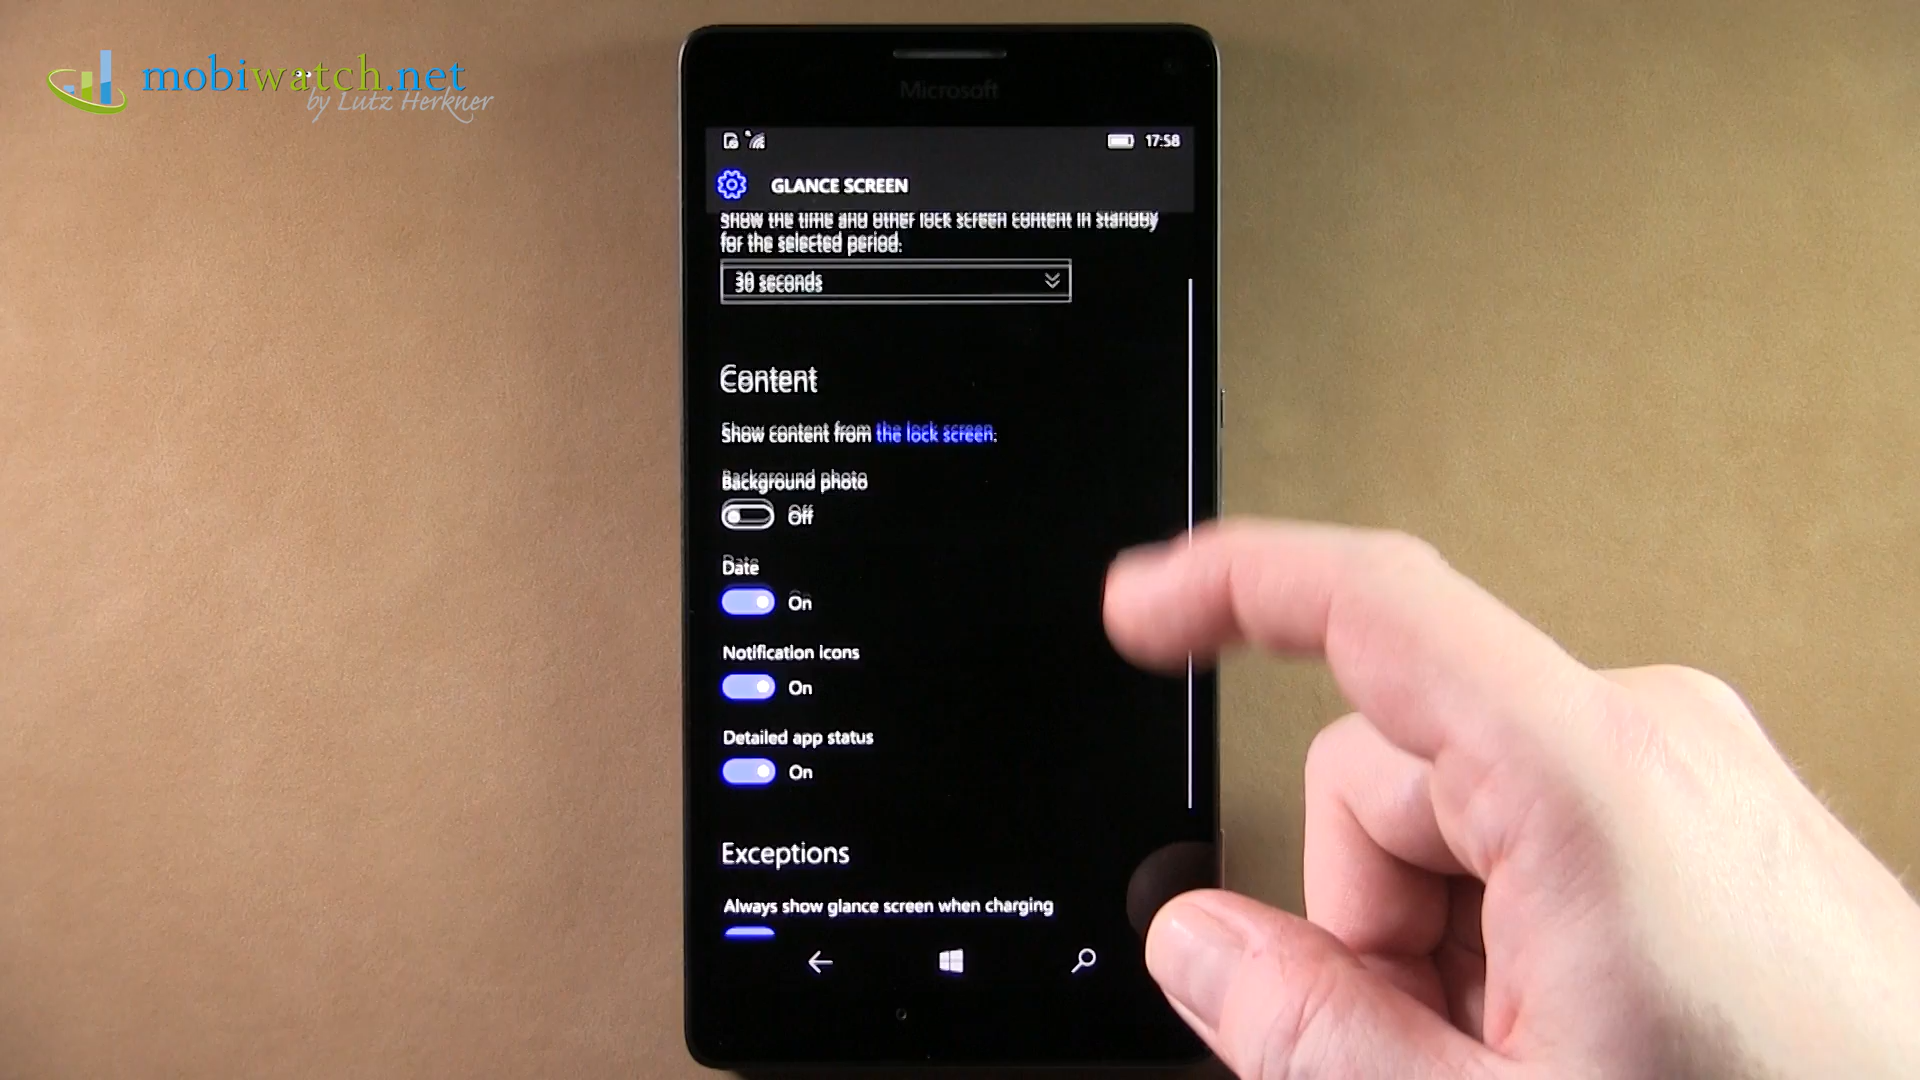 mobiwatch.net
by Lutz Herkner
Microsoft
17:58
GLANCE SCREEN
Show the time and other lock screen content in standby
for the selected period.
30 seconds
Content
Show content from the lock screen.
Background photo
Off
Date
On
Notification icons
On
Detailed app status
On
Exceptions
Always show glance screen when charging